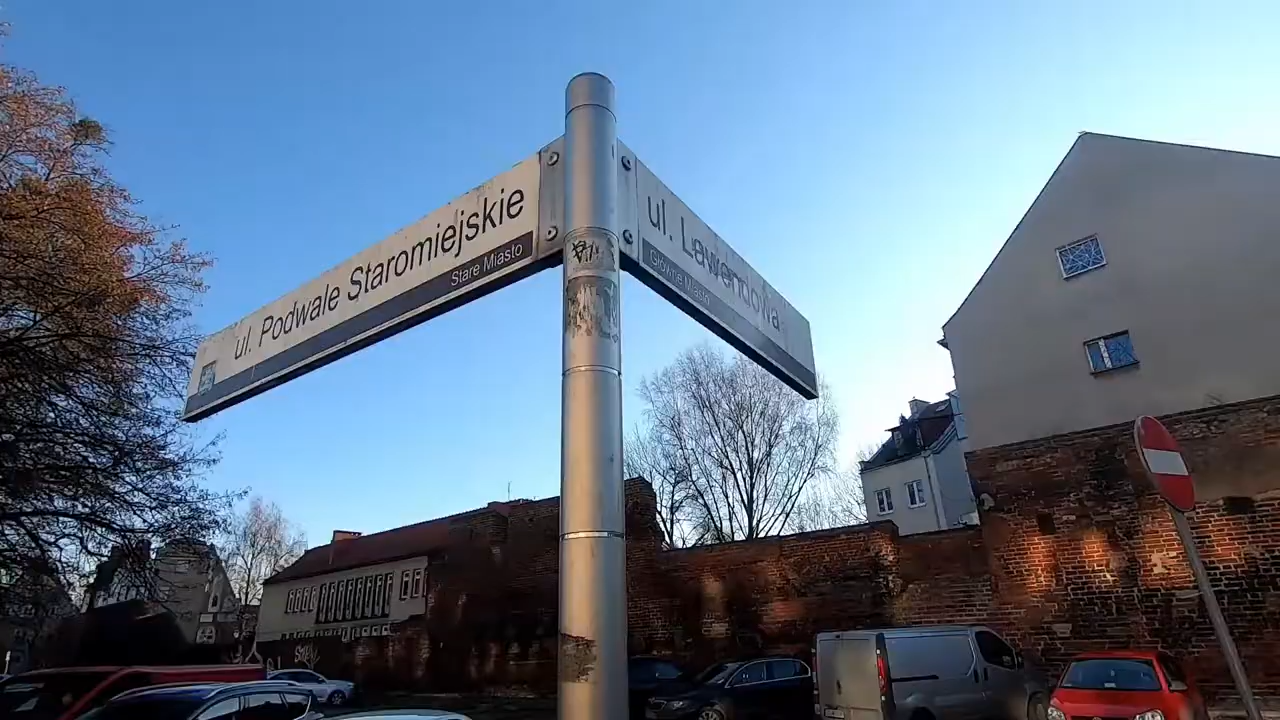 ul. Podwale Staromiejskie
Stare Miasto
ul. Lawendowa
Główne Miasto